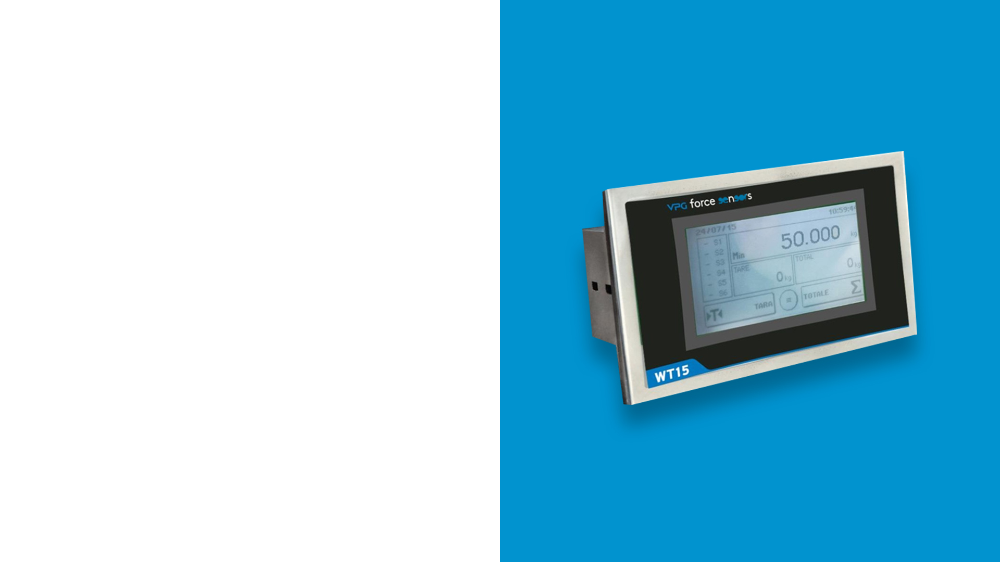 VPG force sensors
24/07/15 10:59:44
50.000 kg
- S1
- S2
- S3
- S4
- S5
- S6
Min
TARE
0 kg
TOTAL
0 kg
TARA
TOTALE Σ
▸T◂
WT15